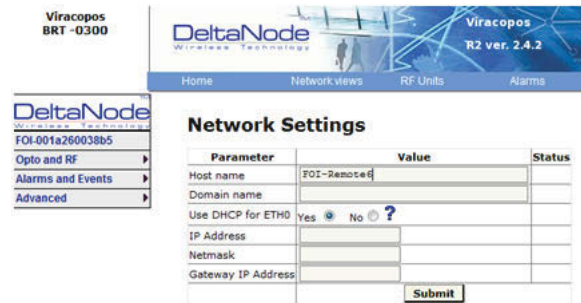 Viracopos
BRT -0300
DeltaNode
Wireless Technology
Viracopos
R2 ver. 2.4.2
Home Network views RF Units Alarms
DeltaNode
Wireless Technology
FOI-001a260038b5
Opto and RF
Alarms and Events
Advanced
Network Settings
Parameter Value Status
Host name FOI-Remote6
Domain name
Use DHCP for ETH0 Yes No ?
IP Address
Netmask
Gateway IP Address
Submit